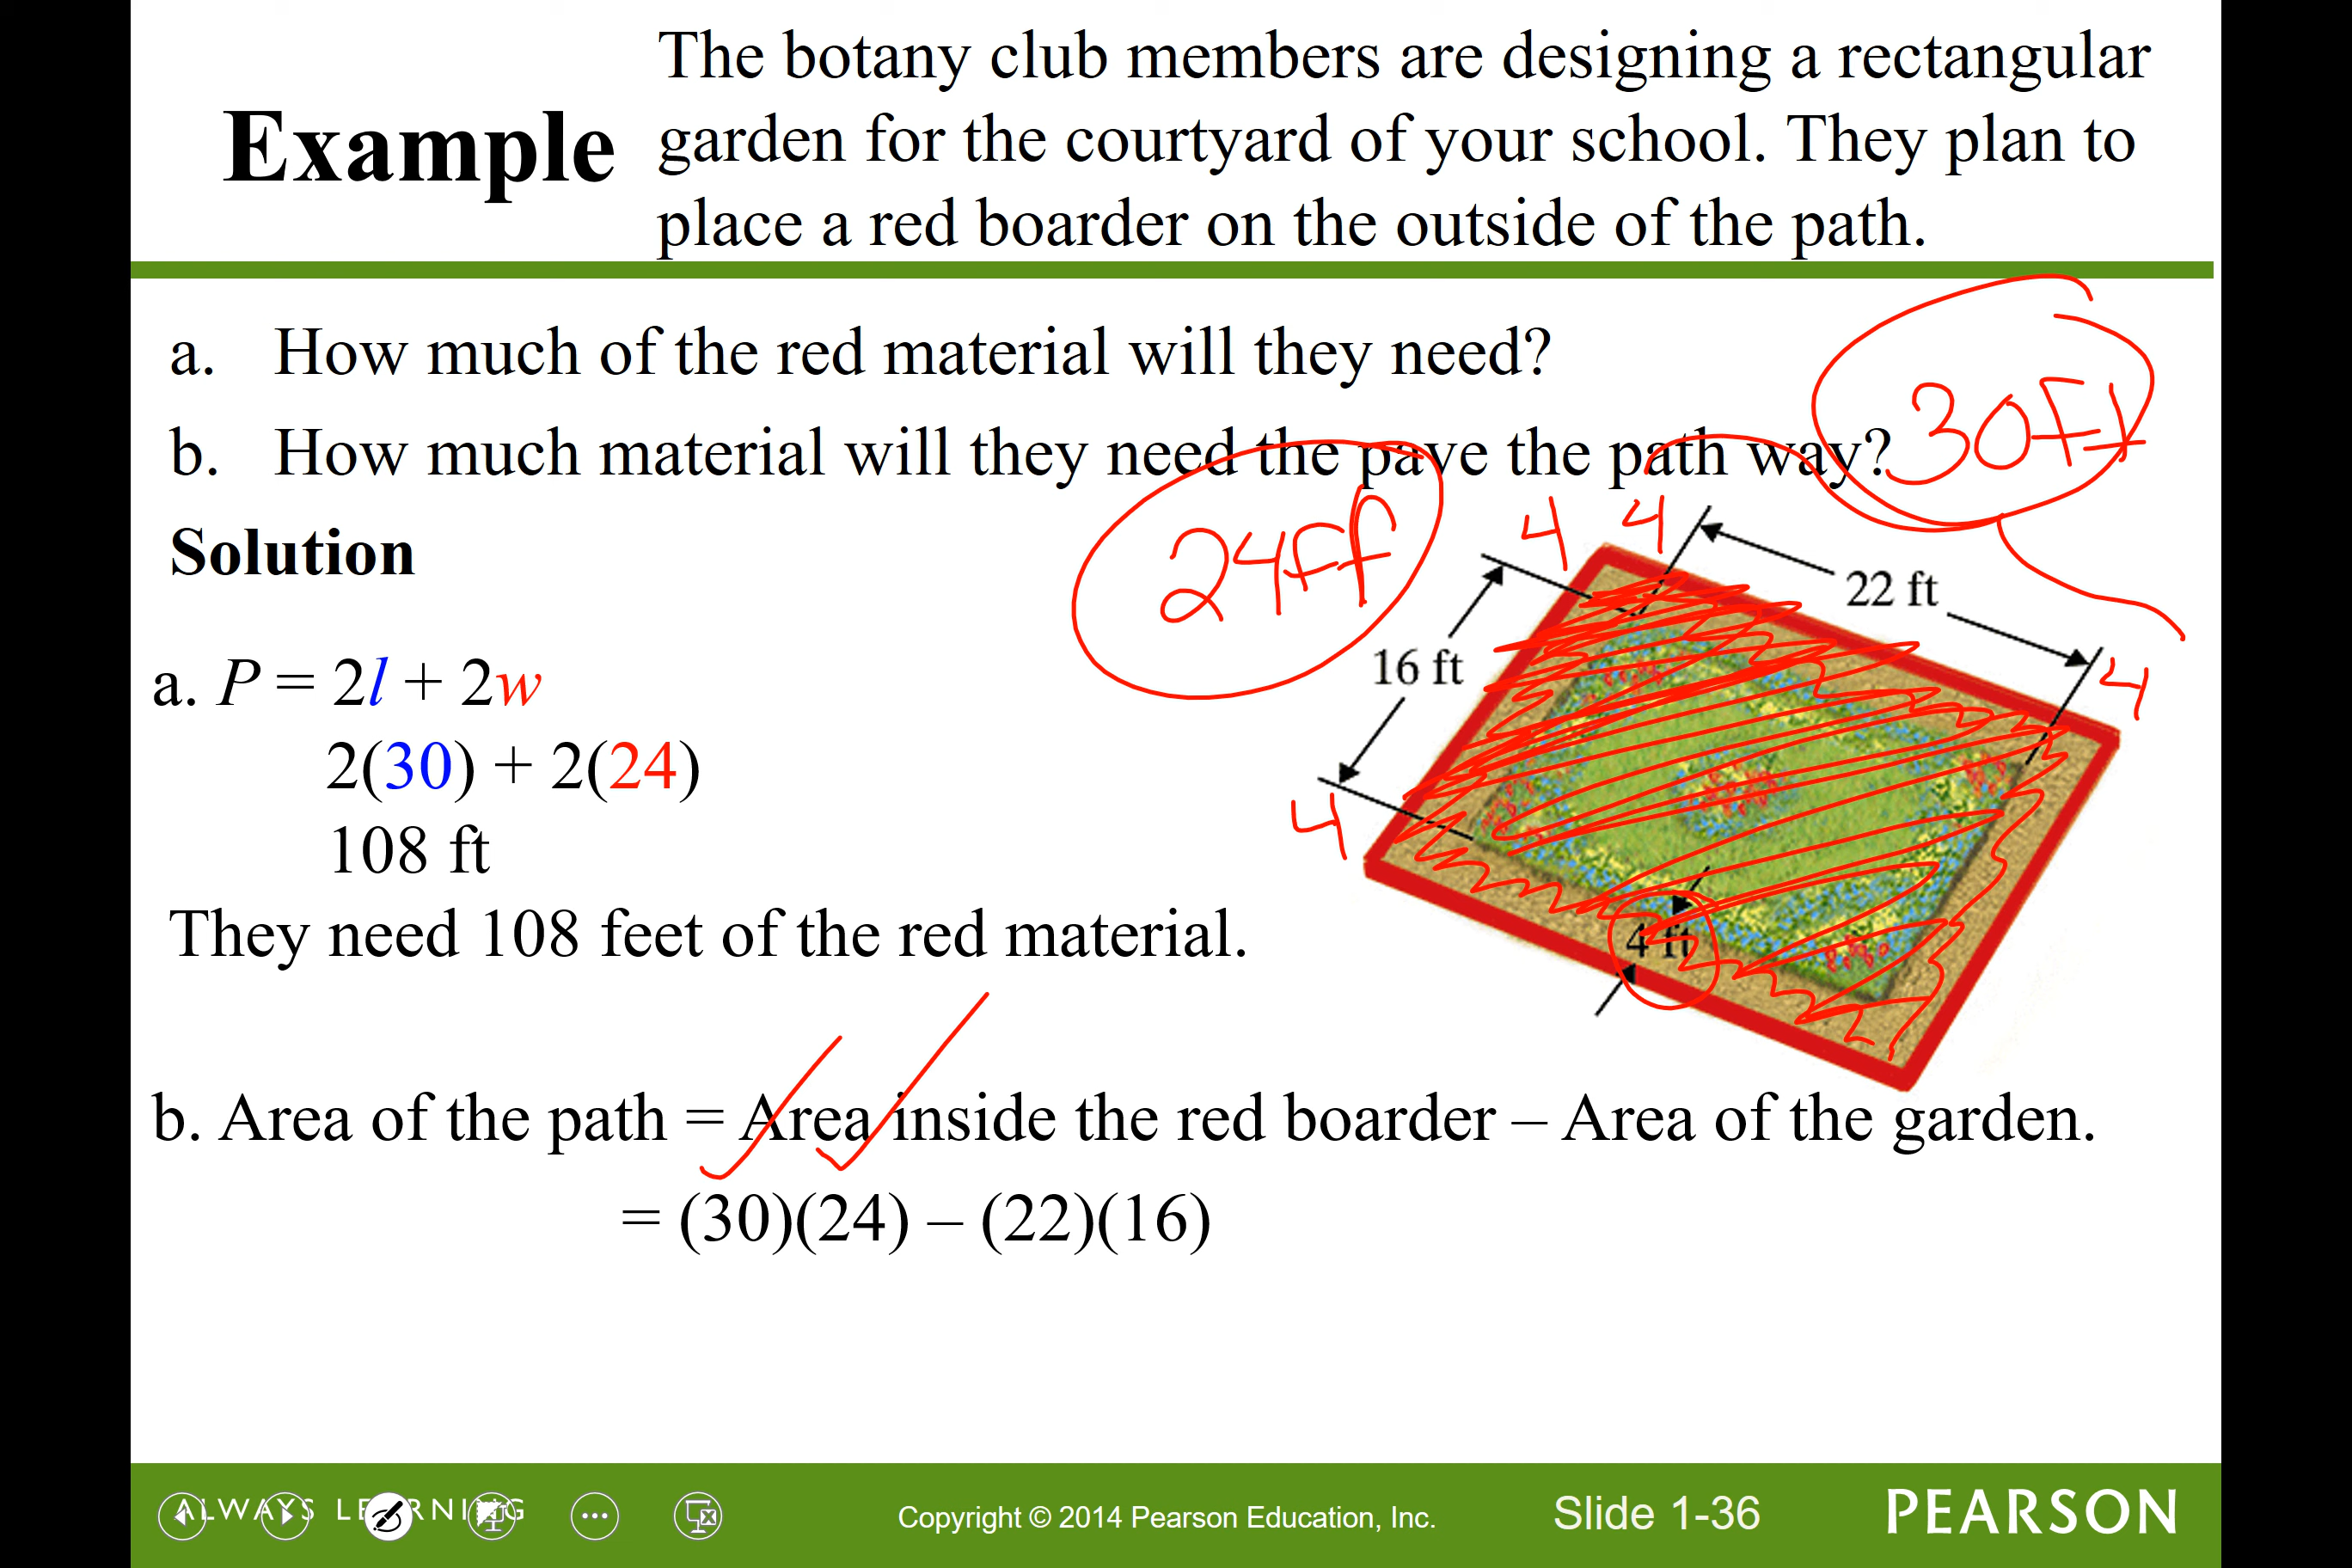 The botany club members are designing a rectangular
Example garden for the courtyard of your school. They plan to
place a red boarder on the outside of the path.
a. How much of the red material will they need?
b. How much material will they need the pave the path way?
30Ft
24ft
4 4
22 ft
Solution
16 ft
4
a. P = 2l + 2w
2(30) + 2(24)
4
108 ft
They need 108 feet of the red material.
4 ft
b. Area of the path = Area inside the red boarder – Area of the garden.
= (30)(24) – (22)(16)
ALWAYS LEARNING
Copyright © 2014 Pearson Education, Inc.
Slide 1-36
PEARSON